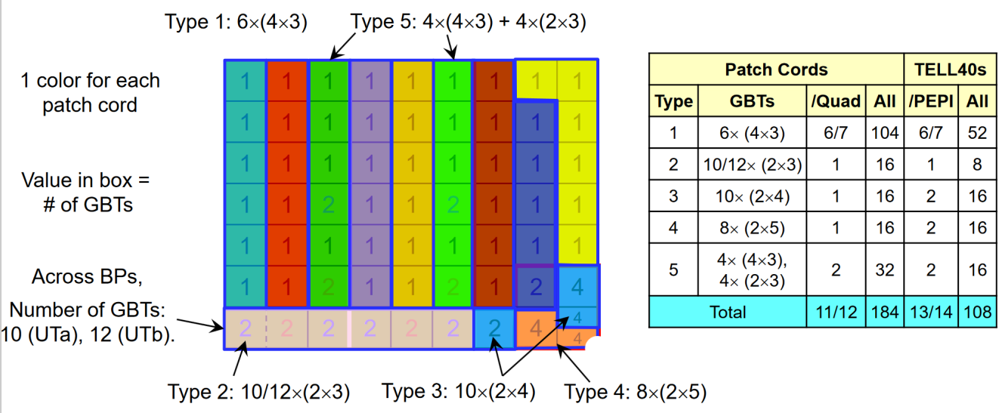 Type 1: 6×(4×3)
Type 5: 4×(4×3) + 4×(2×3)
1 color for each
patch cord
Value in box =
# of GBTs
Across BPs,
Number of GBTs:
10 (UTa), 12 (UTb).
1 1 1 1 1 1 1 1 1
1 1 1 1 1 1 1 1 1
1 1 1 1 1 1 1 1 1
1 1 2 1 1 2 1 1 1
1 1 1 1 1 1 1 1 1
1 1 2 1 1 2 1 2 4
2 2 2 2 2 2 2 4 4
4
Type 2: 10/12×(2×3)
Type 3: 10×(2×4)
Type 4: 8×(2×5)
Patch Cords TELL40s
Type GBTs /Quad All /PEPI All
1 6× (4×3) 6/7 104 6/7 52
2 10/12× (2×3) 1 16 1 8
3 10× (2×4) 1 16 2 16
4 8× (2×5) 1 16 2 16
5 4× (4×3), 2 32 2 16
4× (2×3)
Total 11/12 184 13/14 108